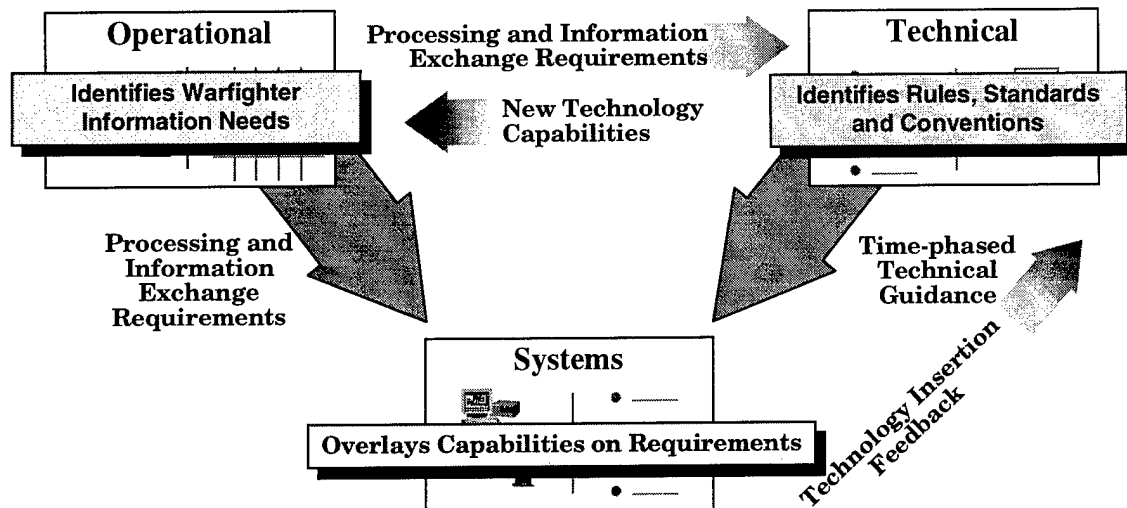 Operational
Identifies Warfighter
Information Needs
Processing and Information
Exchange Requirements
New Technology
Capabilities
Technical
Identifies Rules, Standards
and Conventions
Processing and
Information
Exchange
Requirements
Time-phased
Technical
Guidance
Technology Insertion
Feedback
Systems
Overlays Capabilities on Requirements